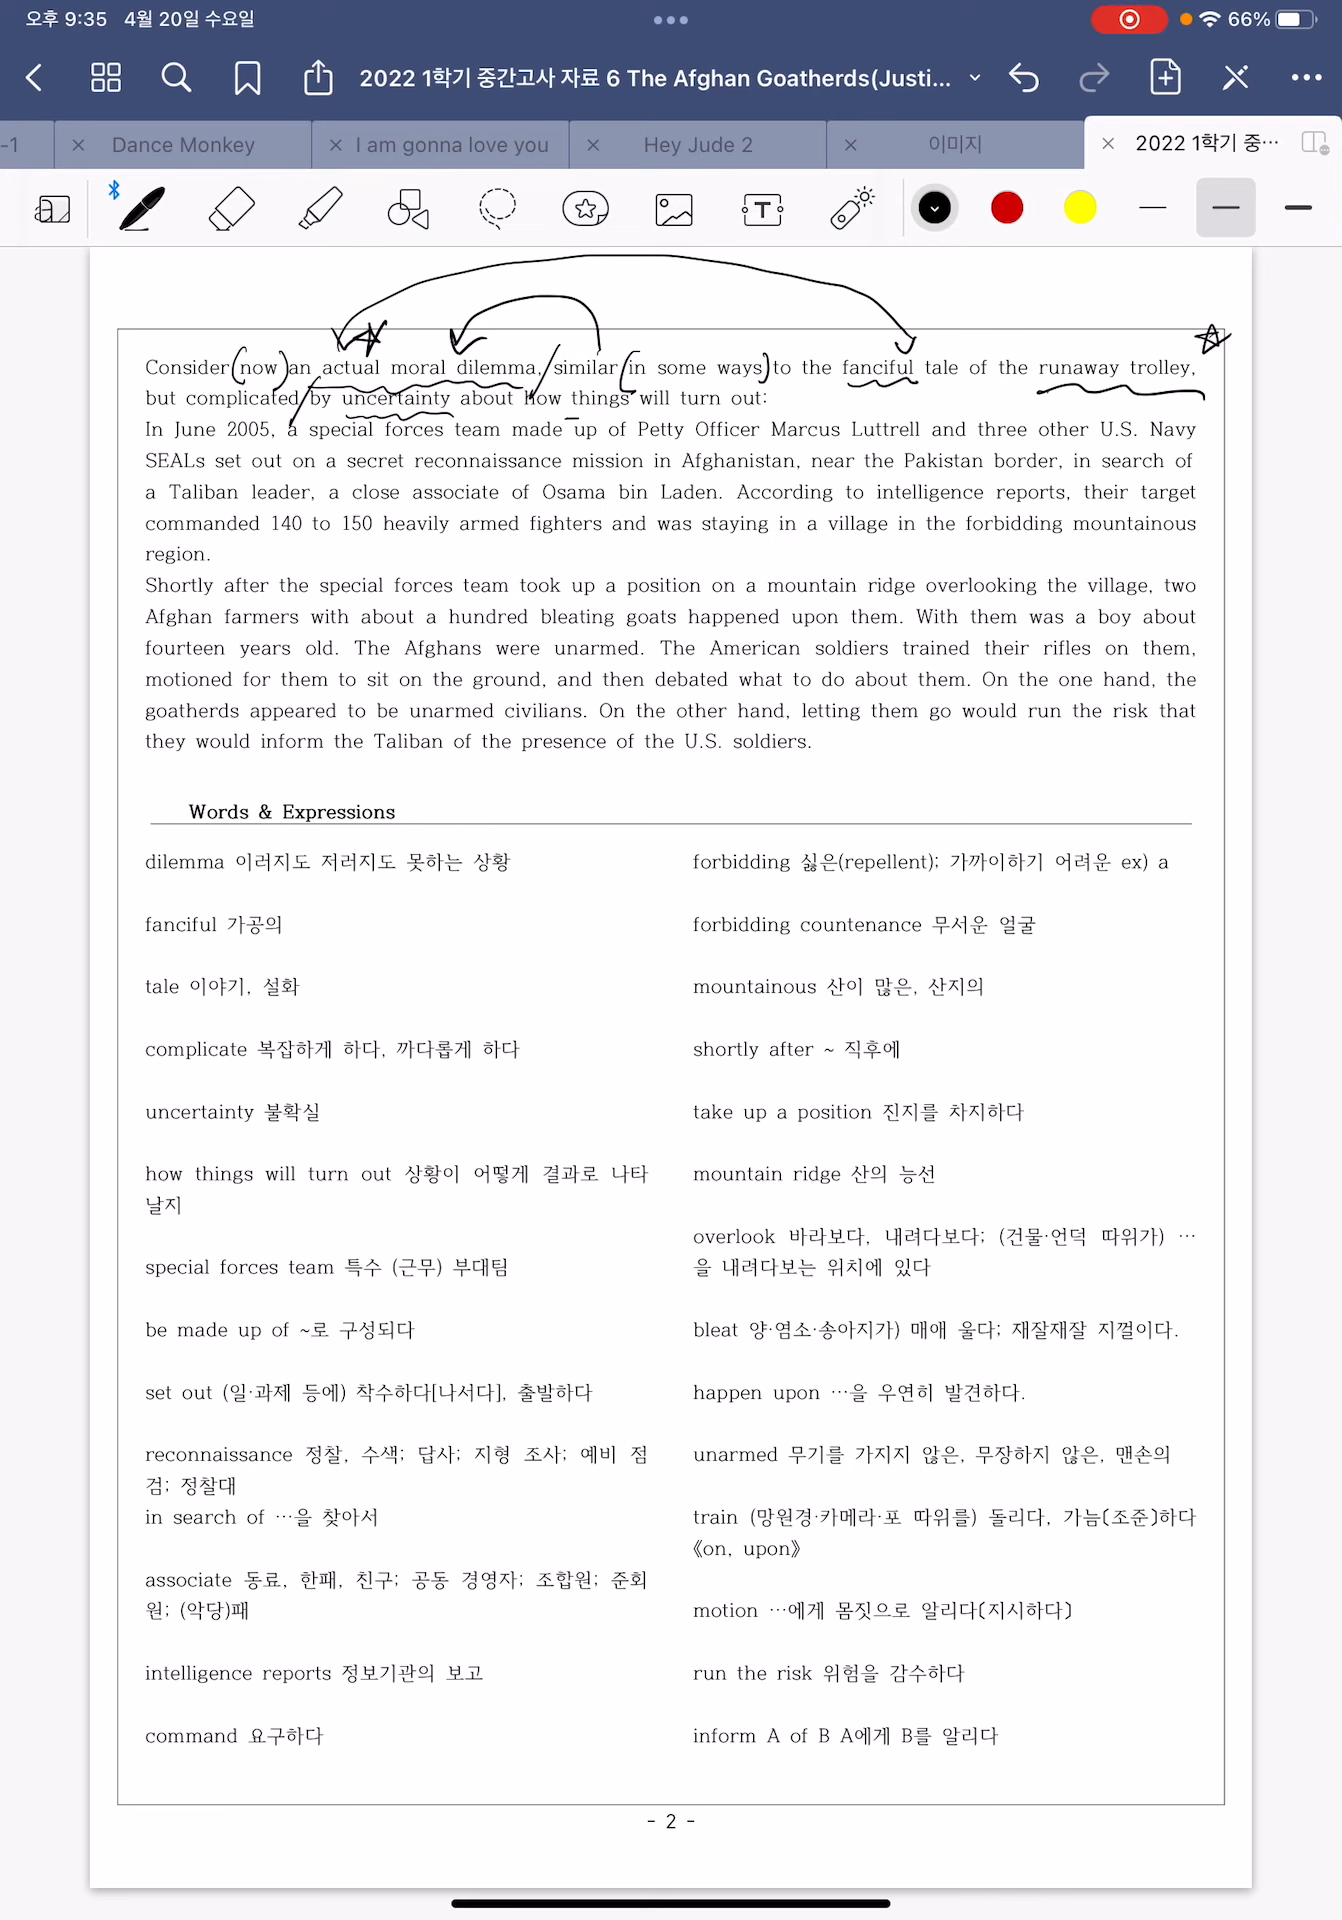 오후 9:35 4월 20일 수요일
66%
2022 1학기 중간고사 자료 6 The Afghan Goatherds(Justi...
-1
Dance Monkey
I am gonna love you
Hey Jude 2
이미지
2022 1학기 중…
Consider (now) an actual moral dilemma, similar (in some ways) to the fanciful tale of the runaway trolley,
but complicated by uncertainty about how things will turn out:
In June 2005, a special forces team made up of Petty Officer Marcus Luttrell and three other U.S. Navy
SEALs set out on a secret reconnaissance mission in Afghanistan, near the Pakistan border, in search of
a Taliban leader, a close associate of Osama bin Laden. According to intelligence reports, their target
commanded 140 to 150 heavily armed fighters and was staying in a village in the forbidding mountainous
region.
Shortly after the special forces team took up a position on a mountain ridge overlooking the village, two
Afghan farmers with about a hundred bleating goats happened upon them. With them was a boy about
fourteen years old. The Afghans were unarmed. The American soldiers trained their rifles on them,
motioned for them to sit on the ground, and then debated what to do about them. On the one hand, the
goatherds appeared to be unarmed civilians. On the other hand, letting them go would run the risk that
they would inform the Taliban of the presence of the U.S. soldiers.
Words & Expressions
dilemma 이러지도 저러지도 못하는 상황
fanciful 가공의
tale 이야기, 설화
complicate 복잡하게 하다, 까다롭게 하다
uncertainty 불확실
how things will turn out 상황이 어떻게 결과로 나타
날지
special forces team 특수 (근무) 부대팀
be made up of ~로 구성되다
set out (일·과제 등에) 착수하다[나서다], 출발하다
reconnaissance 정찰, 수색; 답사; 지형 조사; 예비 점
검; 정찰대
in search of …을 찾아서
associate 동료, 한패, 친구; 공동 경영자; 조합원; 준회
원; (악당)패
intelligence reports 정보기관의 보고
command 요구하다
forbidding 싫은(repellent); 가까이하기 어려운 ex) a
forbidding countenance 무서운 얼굴
mountainous 산이 많은, 산지의
shortly after ~ 직후에
take up a position 진지를 차지하다
mountain ridge 산의 능선
overlook 바라보다, 내려다보다; (건물·언덕 따위가) …
을 내려다보는 위치에 있다
bleat 양·염소·송아지가) 매애 울다; 재잘재잘 지껄이다.
happen upon …을 우연히 발견하다.
unarmed 무기를 가지지 않은, 무장하지 않은, 맨손의
train (망원경·카메라·포 따위를) 돌리다, 가늠〔조준〕하다
《on, upon》
motion …에게 몸짓으로 알리다〔지시하다〕
run the risk 위험을 감수하다
inform A of B A에게 B를 알리다
- 2 -